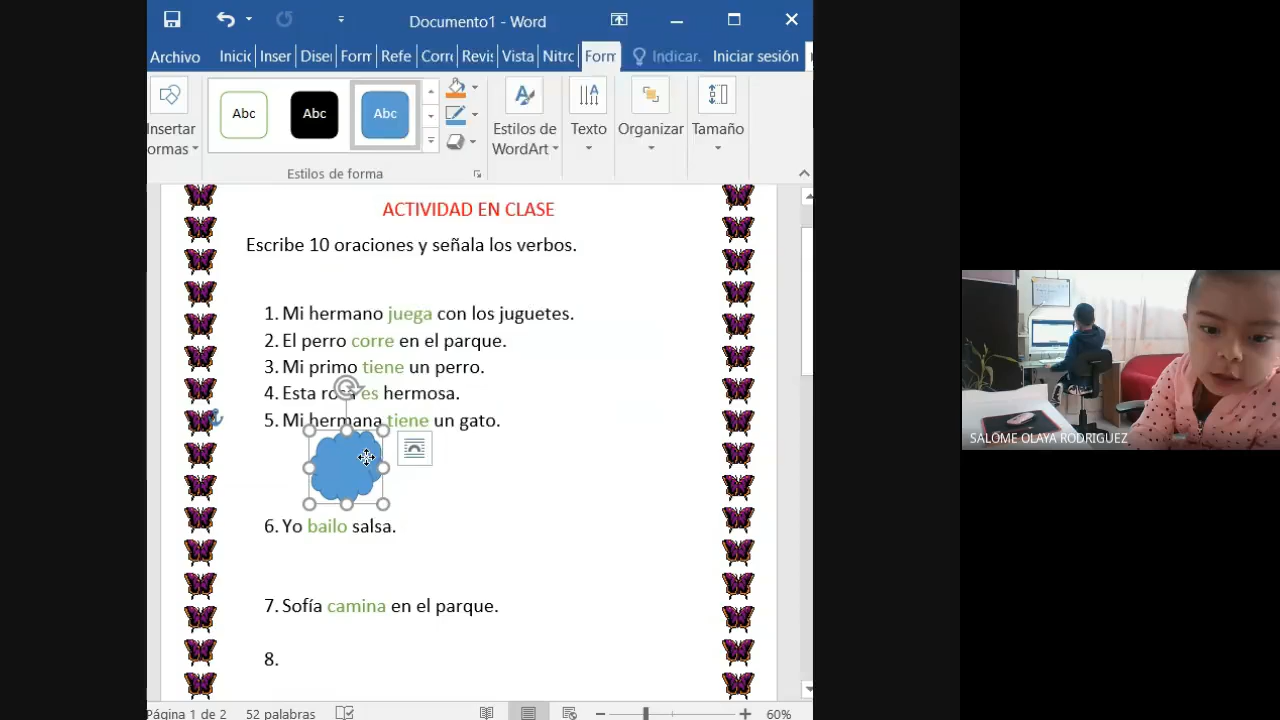 Documento1 - Word
Archivo Inicio Inser Diser Form Refe Corre Revis Vista Nitro Form Indicar. Iniciar sesión
Abc Abc Abc
Insertar
ormas
Estilos de
WordArt
Texto
Organizar
Tamaño
Estilos de forma
ACTIVIDAD EN CLASE
Escribe 10 oraciones y señala los verbos.
1. Mi hermano juega con los juguetes.
2. El perro corre en el parque.
3. Mi primo tiene un perro.
4. Esta ro es hermosa.
5. Mi hermana tiene un gato.
6. Yo bailo salsa.
7. Sofía camina en el parque.
8.
Página 1 de 2 52 palabras 60%
SALOME OLAYA RODRIGUEZ